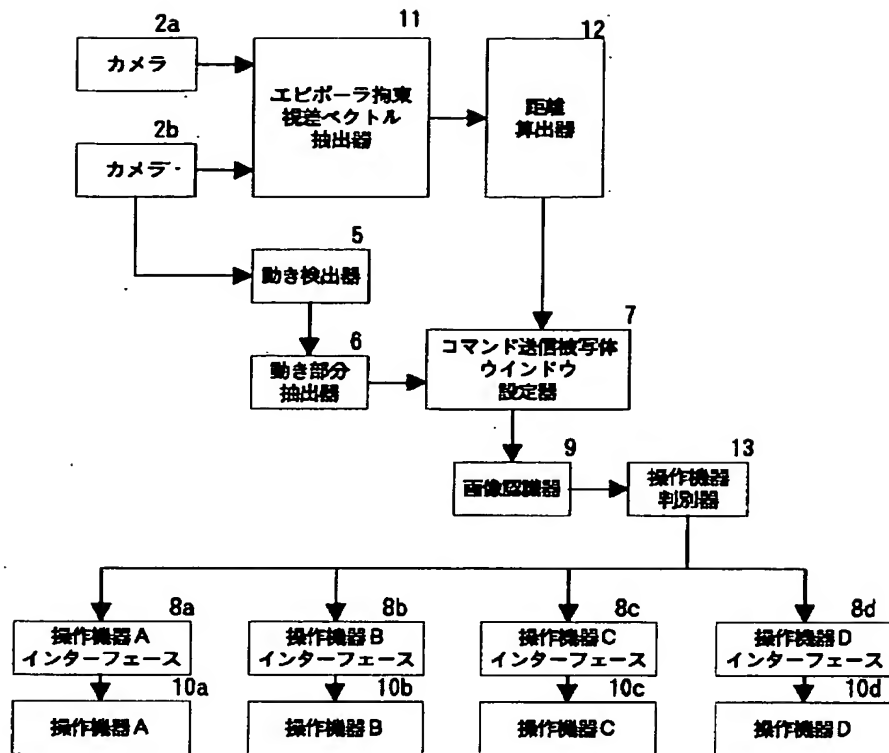 2a
カメラ
11
エピポーラ拘束
視差ベクトル
抽出器
12
距離
算出器
2b
カメラ
5
動き検出器
6
動き部分
抽出器
7
コマンド送信被写体
ウインドウ
設定器
9
画像認識器
13
操作機器
判別器
8a
操作機器A
インターフェース
8b
操作機器B
インターフェース
8c
操作機器C
インターフェース
8d
操作機器D
インターフェース
10a
操作機器A
10b
操作機器B
10c
操作機器C
10d
操作機器D